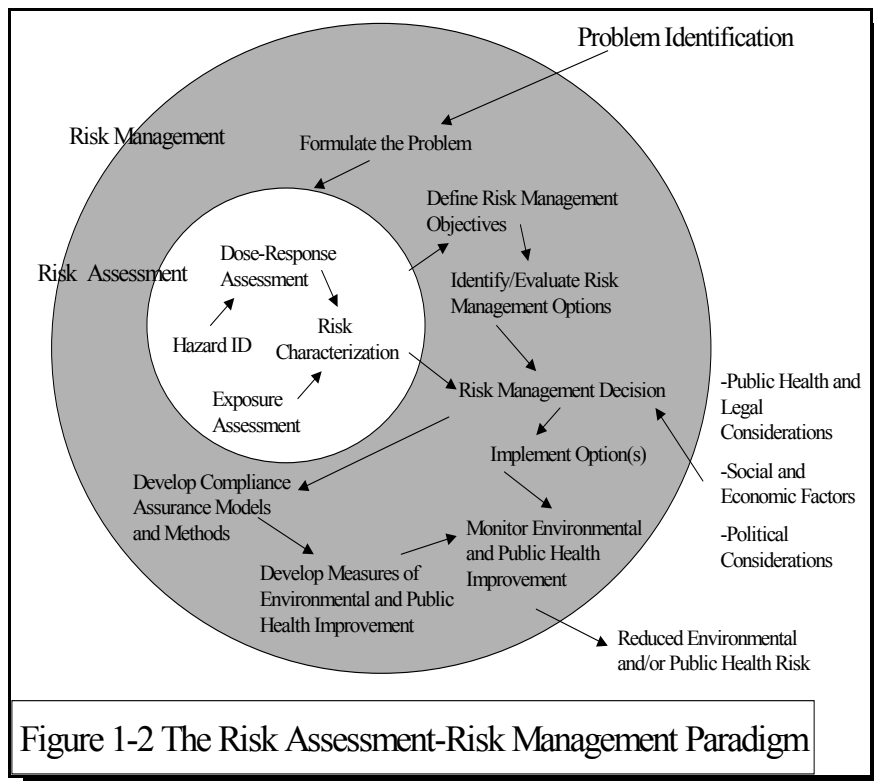 Problem Identification
Risk Management
Formulate the Problem
Define Risk Management
Objectives
Risk Assessment
Dose-Response
Assessment
Identify/Evaluate Risk
Management Options
Hazard ID
Risk
Characterization
Exposure
Assessment
Risk Management Decision
-Public Health and
Legal
Considerations
-Social and
Economic Factors
-Political
Considerations
Implement Option(s)
Develop Compliance
Assurance Models
and Methods
Monitor Environmental
and Public Health
Improvement
Develop Measures of
Environmental and Public
Health Improvement
Reduced Environmental
and/or Public Health Risk
Figure 1-2 The Risk Assessment-Risk Management Paradigm